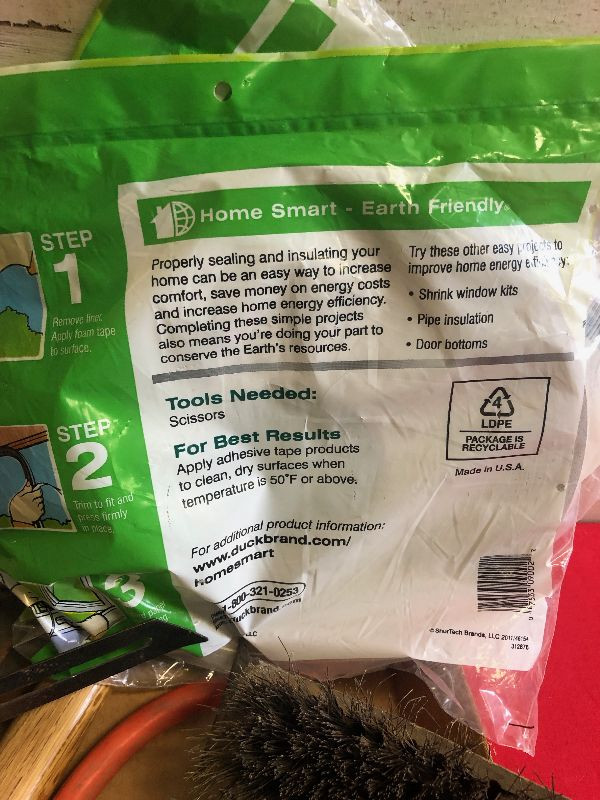 Home Smart - Earth Friendly®
STEP
1
Remove liner.
Apply foam tape
to surface.
STEP
2
Trim to fit and
press firmly
in place.
3
Properly sealing and insulating your
home can be an easy way to increase
comfort, save money on energy costs
and increase home energy efficiency.
Completing these simple projects
also means you're doing your part to
conserve the Earth's resources.
Try these other easy projects to
improve home energy efficiency:
• Shrink window kits
• Pipe insulation
• Door bottoms
Tools Needed:
Scissors
For Best Results
Apply adhesive tape products
to clean, dry surfaces when
temperature is 50°F or above.
4
LDPE
PACKAGE IS
RECYCLABLE
Made in U.S.A.
For additional product information:
www.duckbrand.com/
homesmart
1-800-321-0253
duckbrand.com
LLC
© ShurTech Brands, LLC